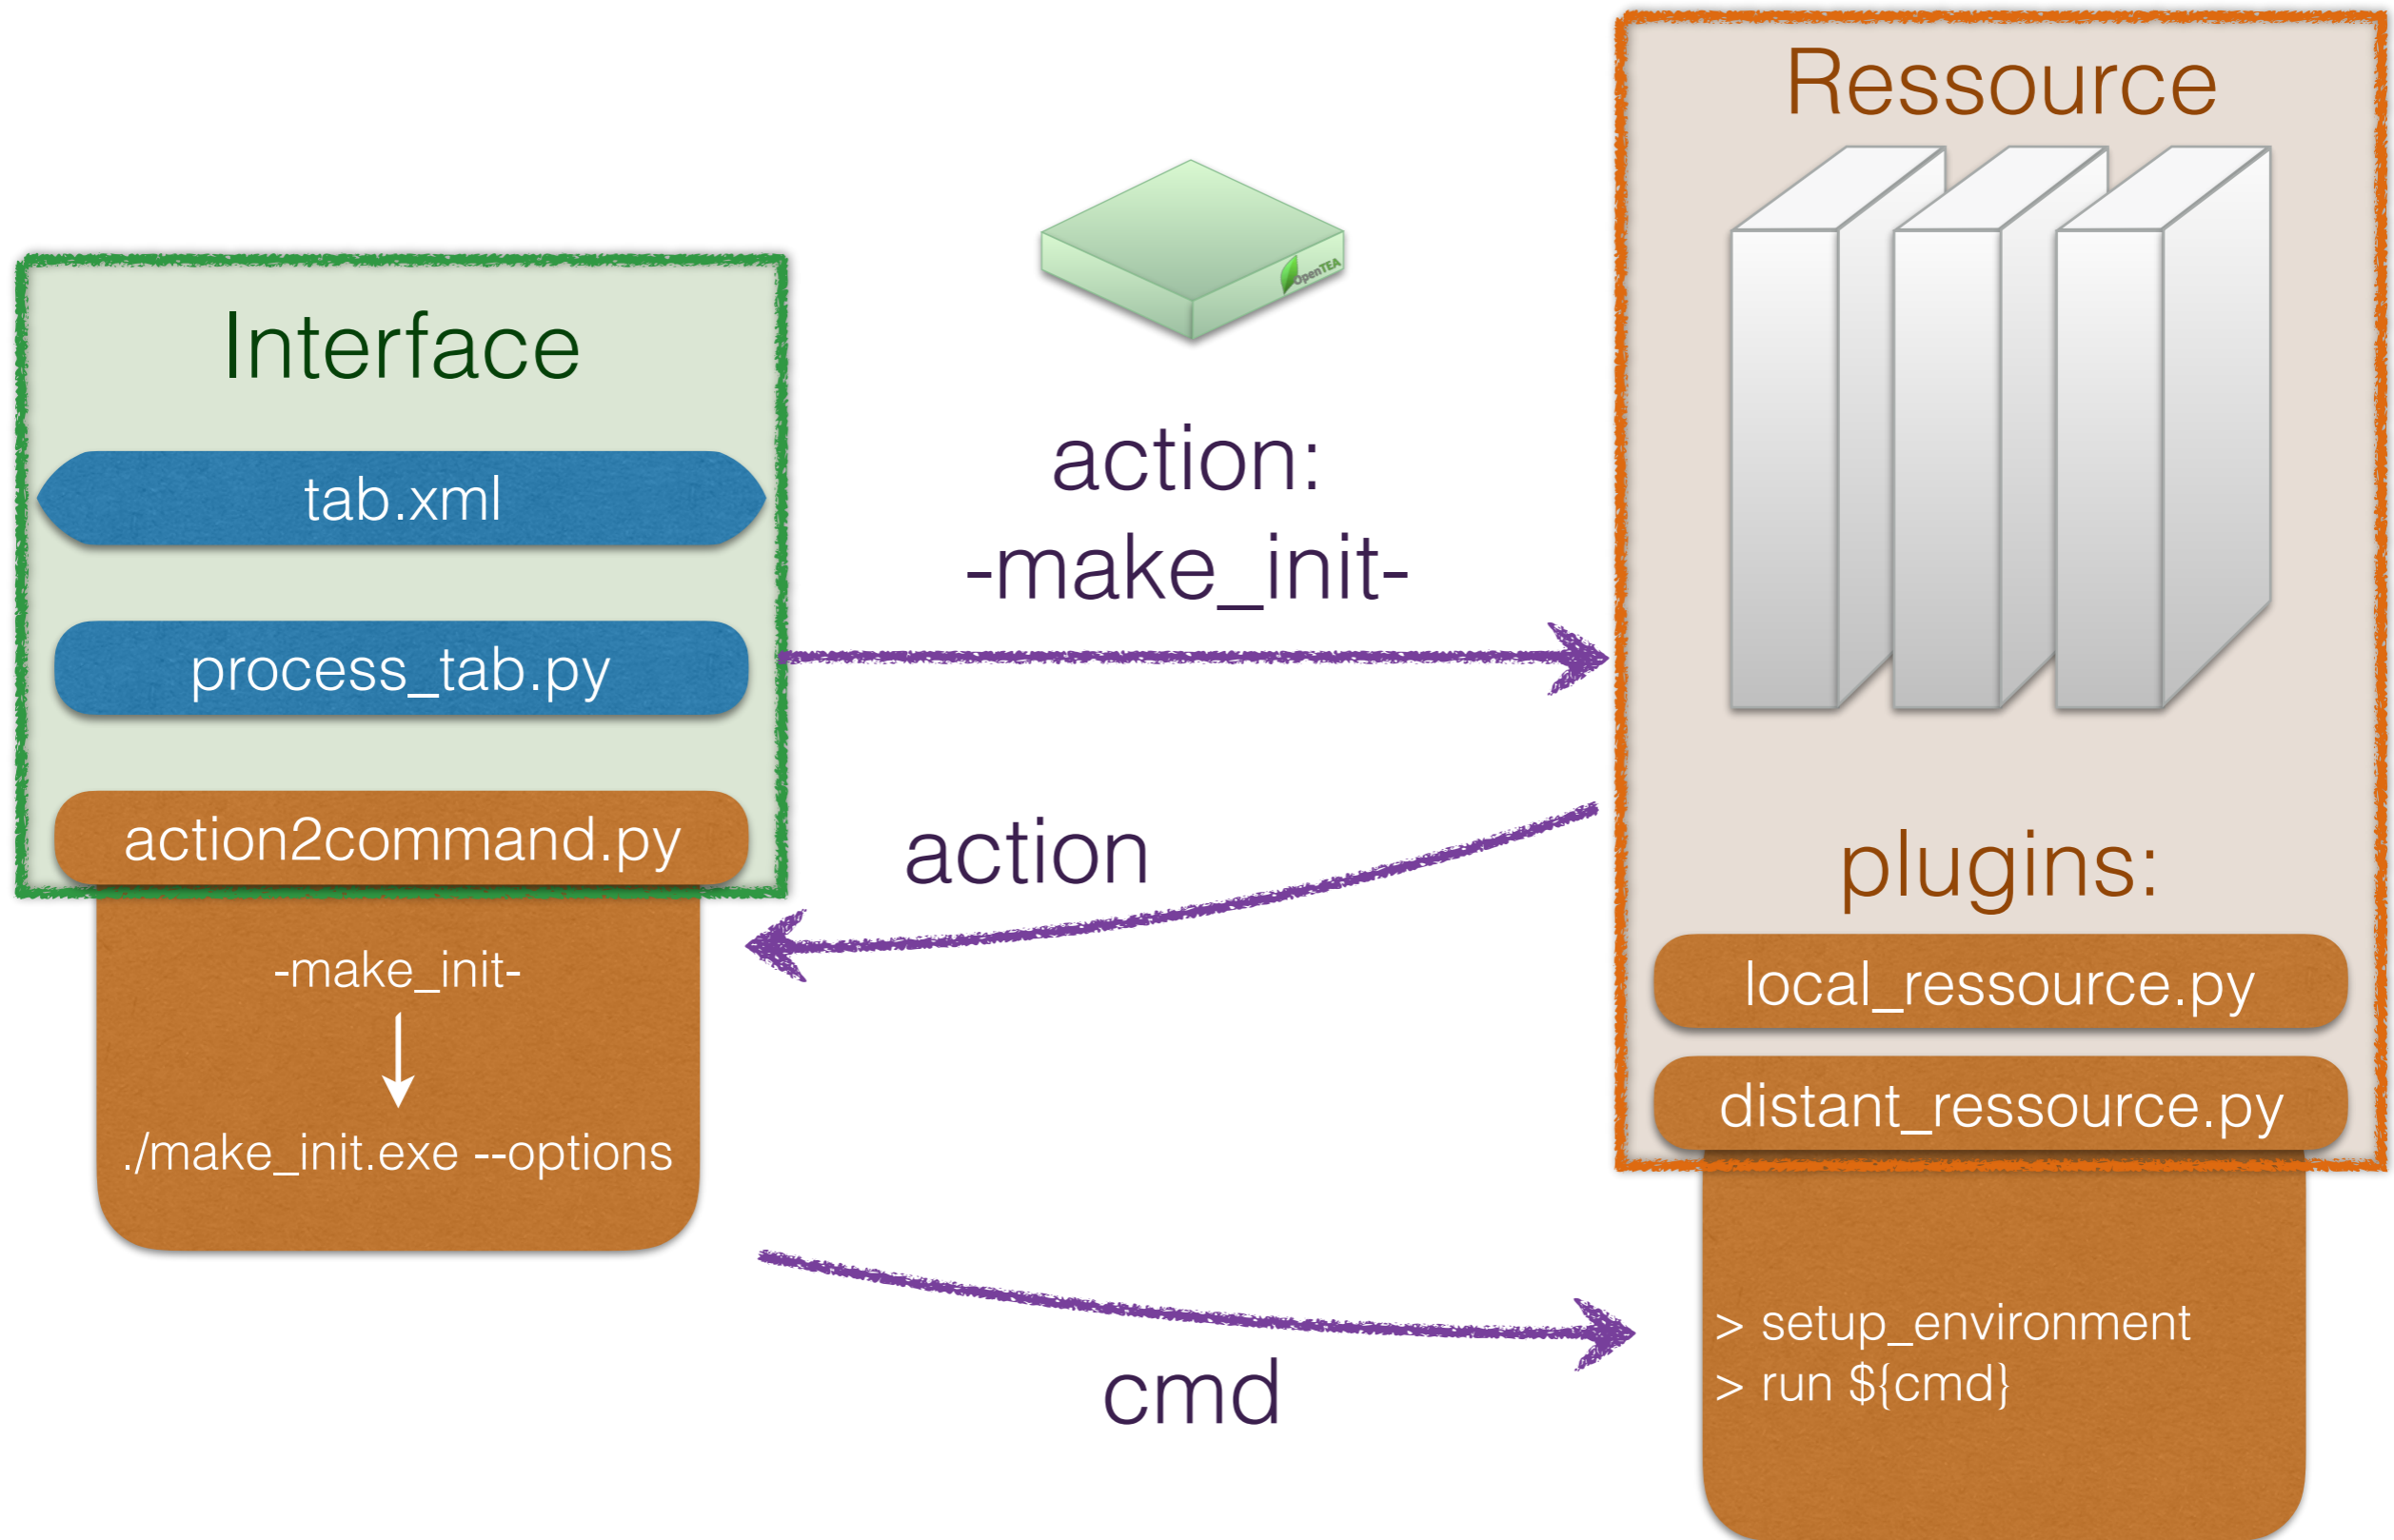 Interface
tab.xml
process_tab.py
action2command.py
-make_init-
./make_init.exe --options
OpenTEA
action:
-make_init-
action
cmd
Ressource
plugins:
local_ressource.py
distant_ressource.py
> setup_environment
> run ${cmd}